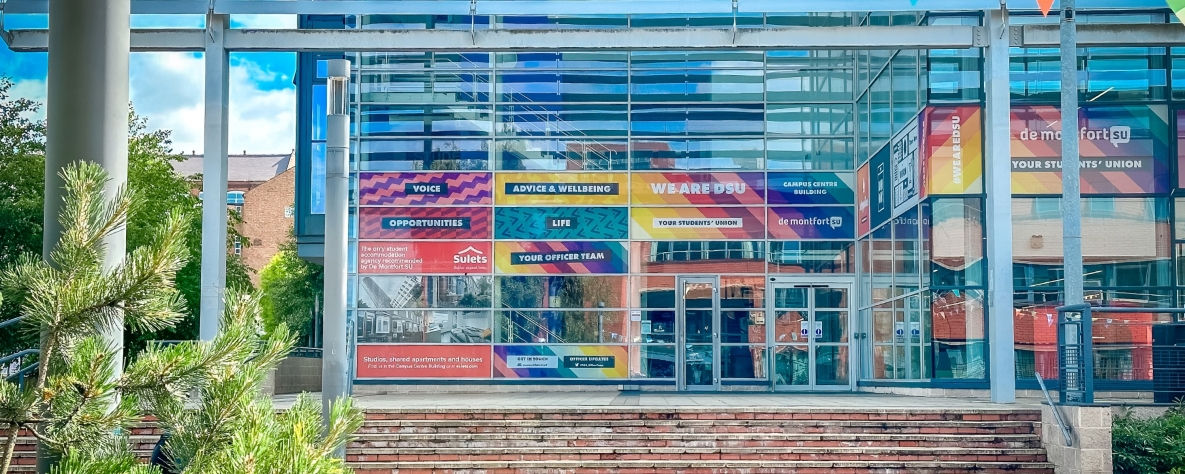 VOICE
ADVICE & WELLBEING
WE ARE DSU
CAMPUS CENTRE
BUILDING
OPPORTUNITIES
LIFE
YOUR STUDENTS' UNION
de montfort SU
The only student
accommodation
agency recommended
by De Montfort SU
Sulets
YOUR OFFICER TEAM
Studios, shared apartments and houses
GET IN TOUCH
OFFICER UPDATES
#WEAREDSU
de montfort SU
YOUR STUDENTS' UNION